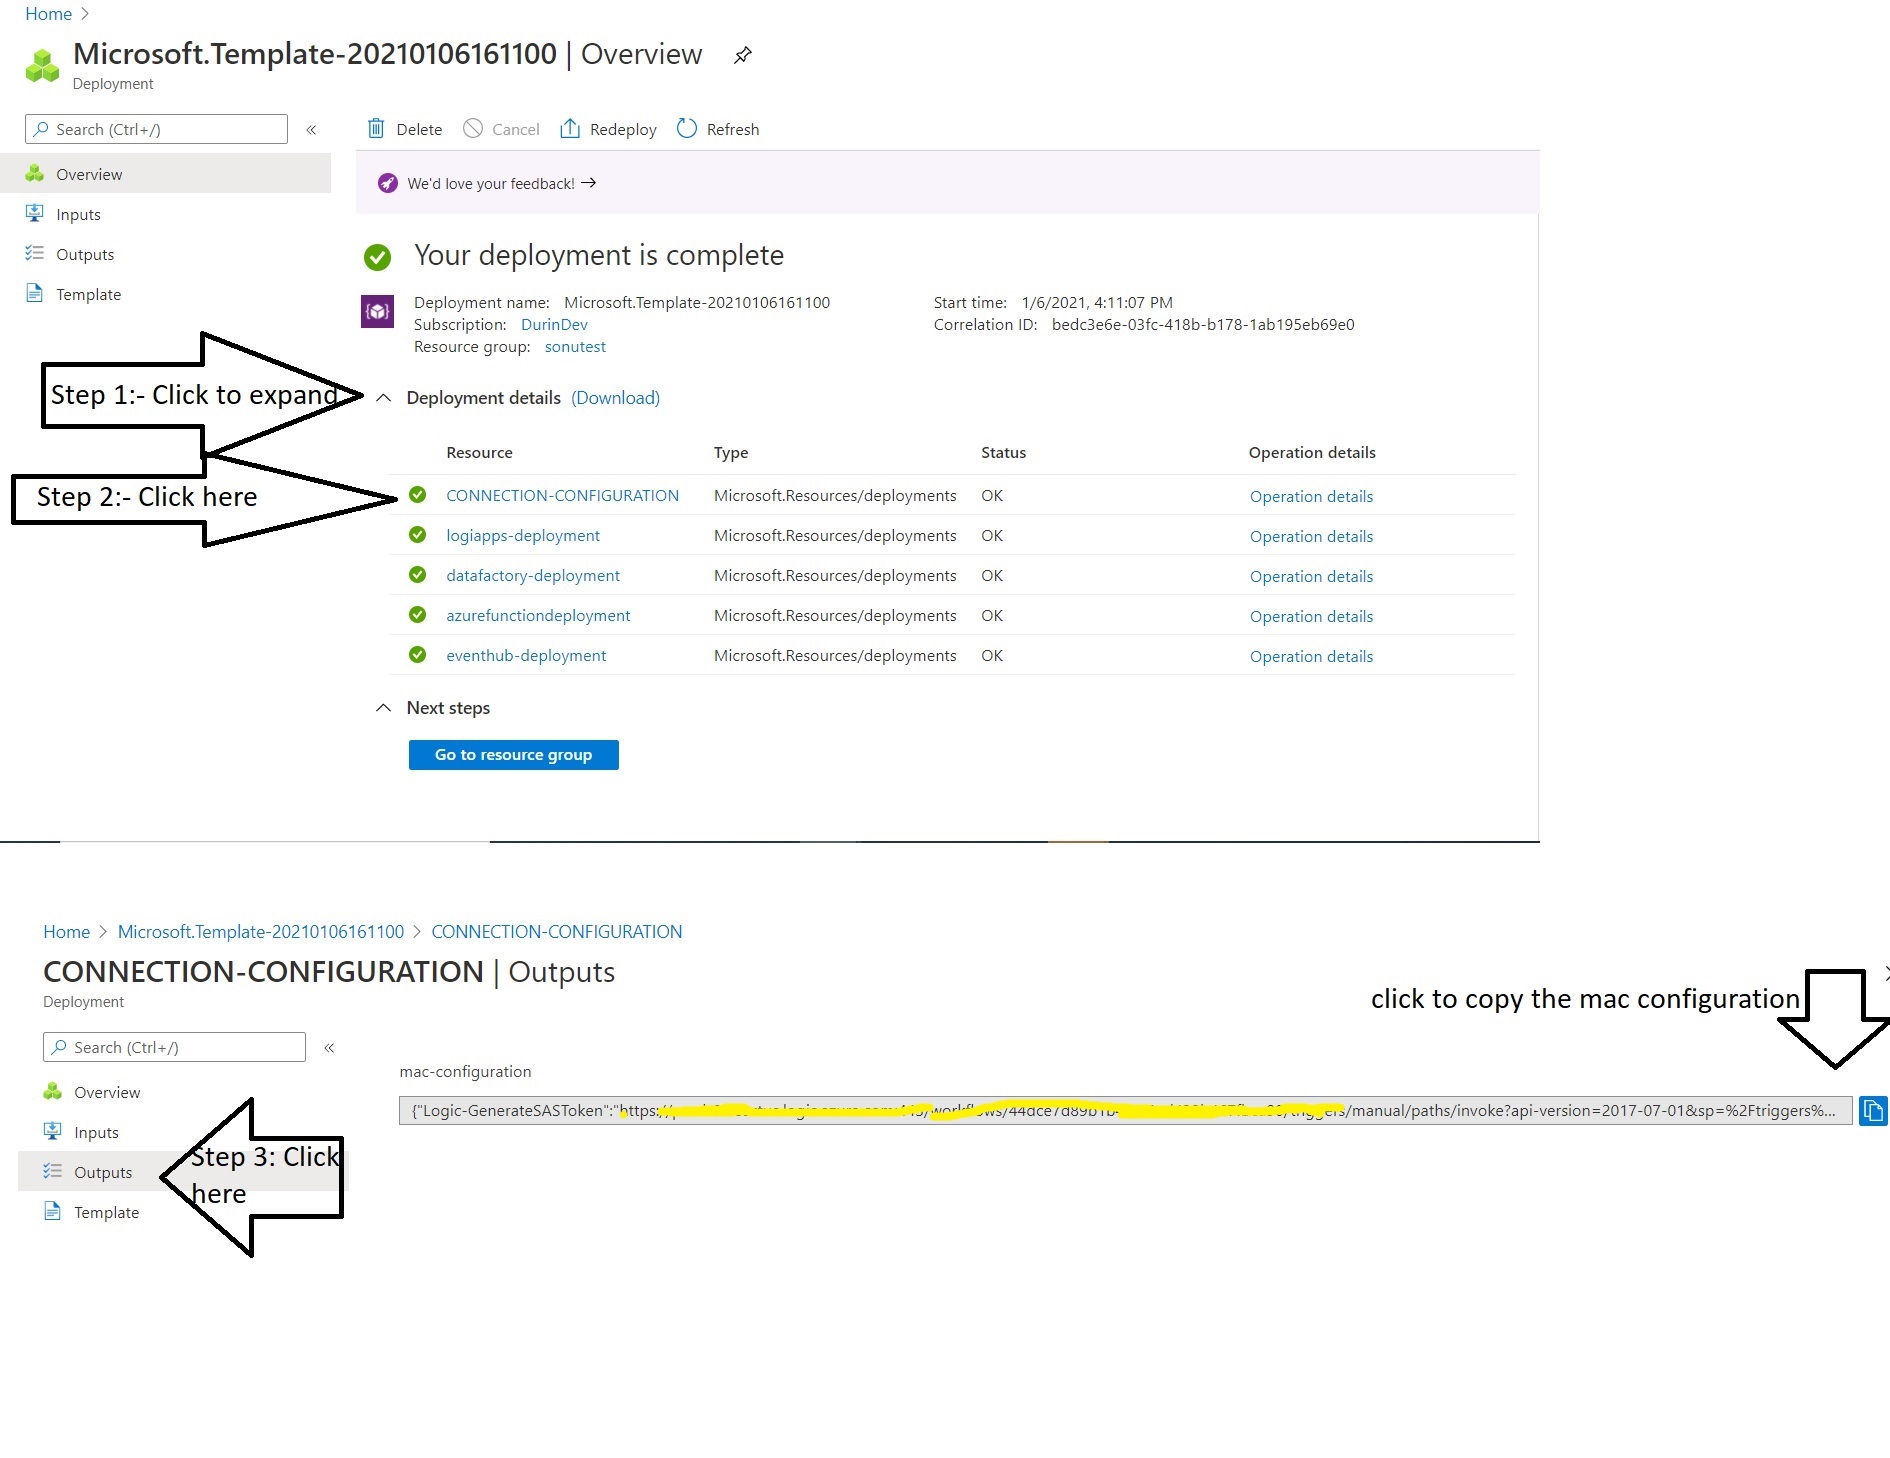 Home
Microsoft.Template-20210106161100 | Overview
Deployment
Search (Ctrl+/)
«
Delete
Cancel
Redeploy
Refresh
Overview
Inputs
Outputs
Template
We'd love your feedback! →
Your deployment is complete
Deployment name: Microsoft.Template-20210106161100
Subscription: DurinDev
Resource group: sonutest
Start time: 1/6/2021, 4:11:07 PM
Correlation ID: bedc3e6e-03fc-418b-b178-1ab195eb69e0
Step 1:- Click to expand
Deployment details (Download)
Resource Type Status Operation details
Step 2:- Click here
CONNECTION-CONFIGURATION Microsoft.Resources/deployments OK Operation details
logiapps-deployment Microsoft.Resources/deployments OK Operation details
datafactory-deployment Microsoft.Resources/deployments OK Operation details
azurefunctiondeployment Microsoft.Resources/deployments OK Operation details
eventhub-deployment Microsoft.Resources/deployments OK Operation details
Next steps
Go to resource group
Home > Microsoft.Template-20210106161100 > CONNECTION-CONFIGURATION
CONNECTION-CONFIGURATION | Outputs
Deployment
click to copy the mac configuration
Search (Ctrl+/)
«
Overview
Inputs
Outputs
Template
Step 3: Click
here
mac-configuration
{"Logic-GenerateSASToken":"https:/ /manual/paths/invoke?api-version=2017-07-01&sp=%2Ftriggers%...